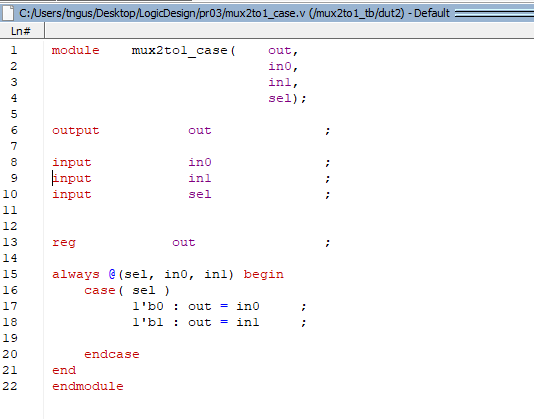 C:/Users/tngus/Desktop/LogicDesign/pr03/mux2to1_case.v (/mux2to1_tb/dut2) - Default
Ln#
1 module mux2to1_case( out,
2 in0,
3 in1,
4 sel);
5
6 output out ;
7
8 input in0 ;
9 input in1 ;
10 input sel ;
11
12
13 reg out ;
14
15 always @(sel, in0, in1) begin
16 case( sel )
17 1'b0 : out = in0 ;
18 1'b1 : out = in1 ;
19
20 endcase
21 end
22 endmodule